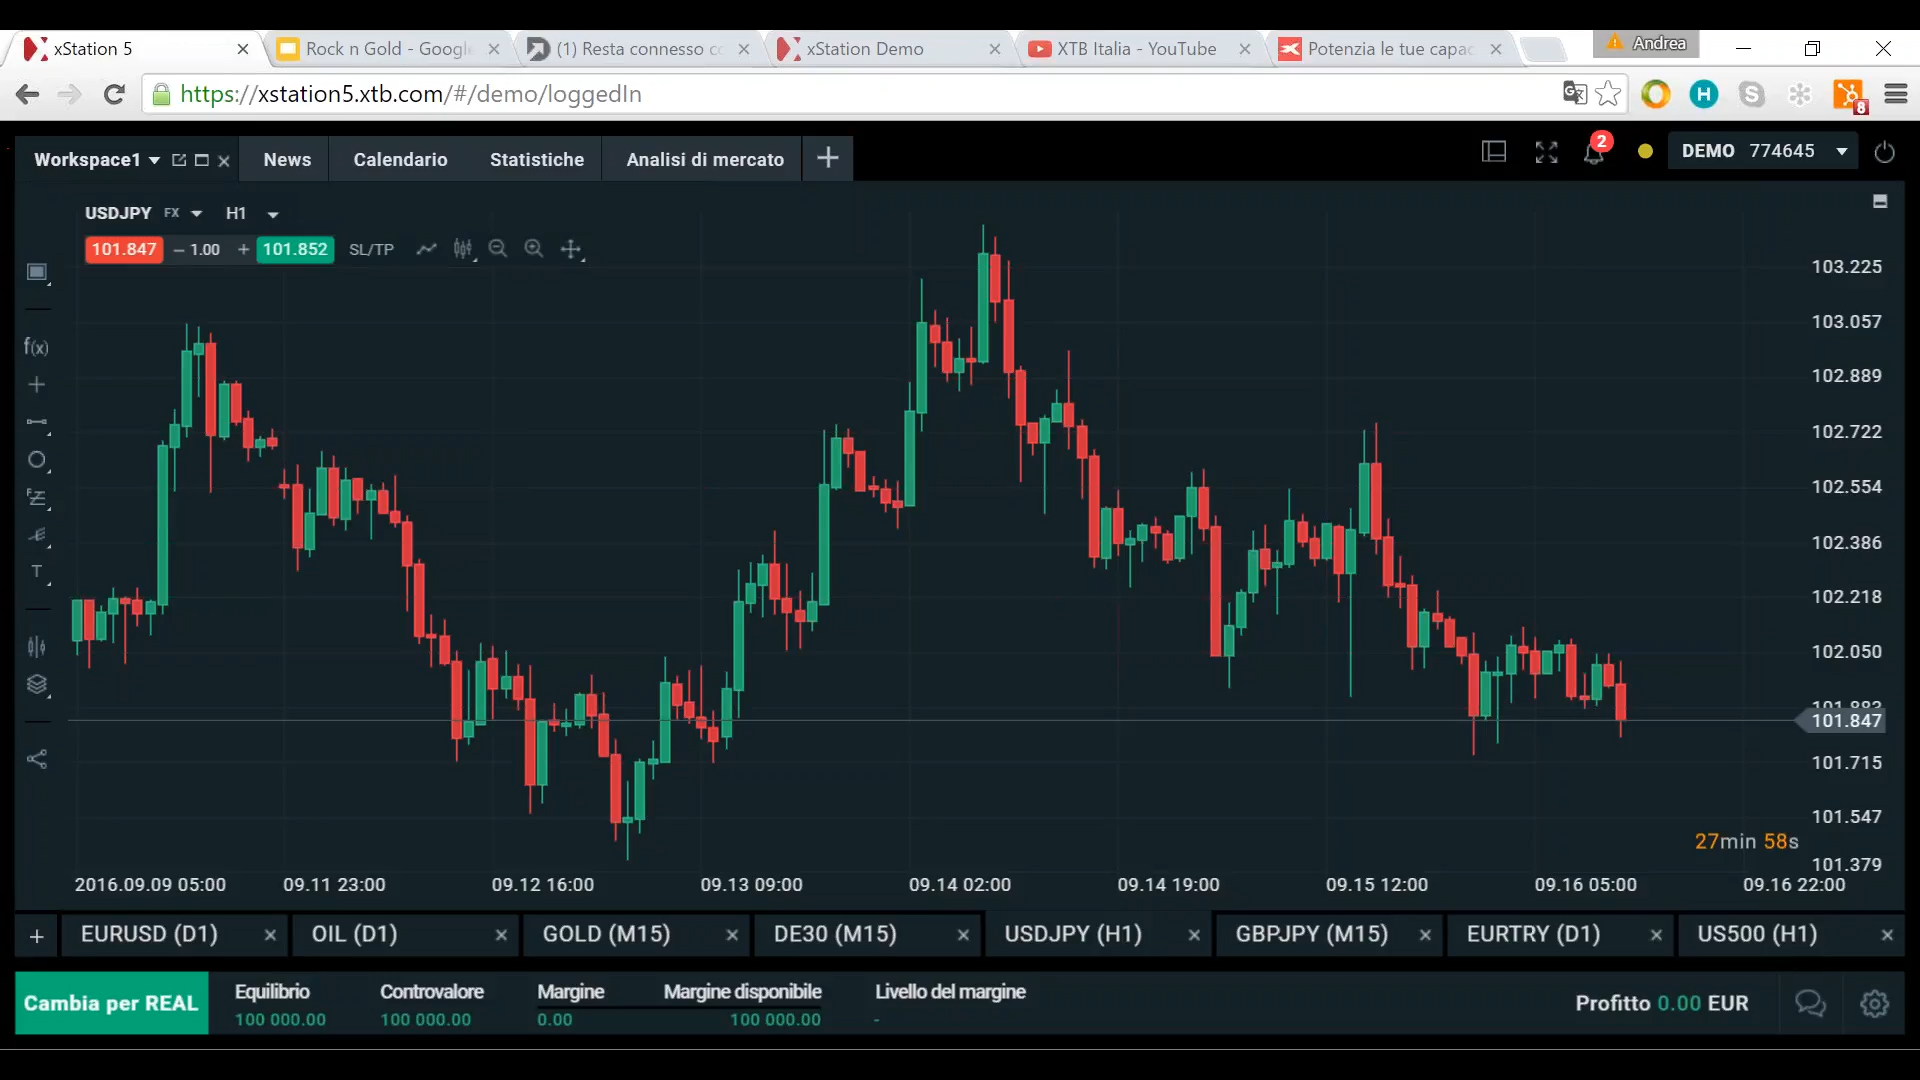 xStation 5
Rock n Gold - Google
(1) Resta connesso co
xStation Demo
XTB Italia - YouTube
Potenzia le tue capac
Andrea
https://xstation5.xtb.com/#/demo/loggedIn
H
S
8
Workspace1
News
Calendario
Statistiche
Analisi di mercato
2
DEMO 774645
USDJPY FX H1
101.847 – 1.00 + 101.852 SL/TP
f(x)
T
103.225
103.057
102.889
102.722
102.554
102.386
102.218
102.050
101.883
101.847
101.715
101.547
27min 58s
101.379
2016.09.09 05:00
09.11 23:00
09.12 16:00
09.13 09:00
09.14 02:00
09.14 19:00
09.15 12:00
09.16 05:00
09.16 22:00
EURUSD (D1)
OIL (D1)
GOLD (M15)
DE30 (M15)
USDJPY (H1)
GBPJPY (M15)
EURTRY (D1)
US500 (H1)
Cambia per REAL
Equilibrio
100 000.00
Controvalore
100 000.00
Margine
0.00
Margine disponibile
100 000.00
Livello del margine
-
Profitto 0.00 EUR